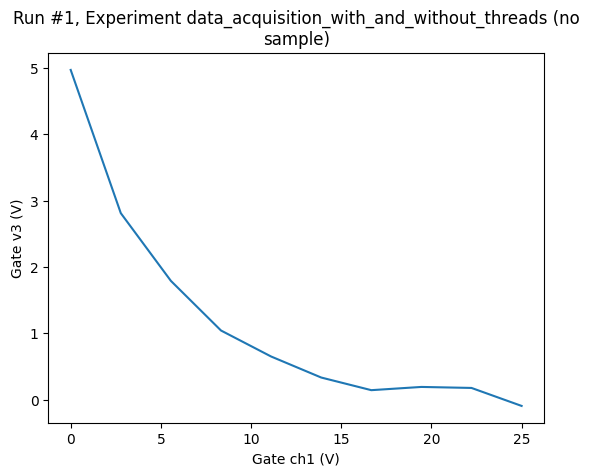 Run #1, Experiment data_acquisition_with_and_without_threads (no
sample)
5
4
3
2
1
0
Gate v3 (V)
0 5 10 15 20 25
Gate ch1 (V)